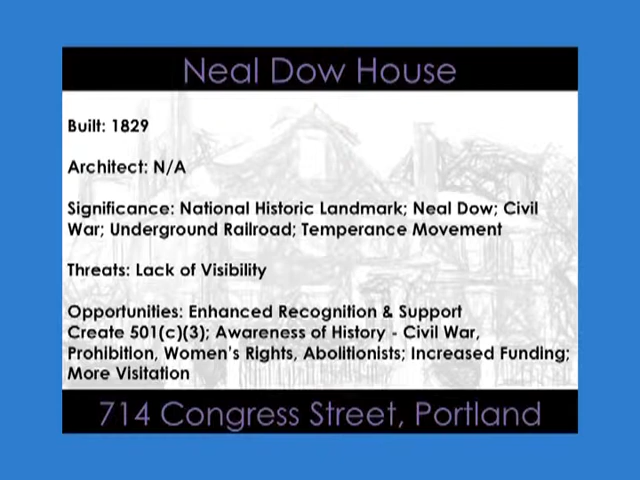 Neal Dow House
Built: 1829
Architect: N/A
Significance: National Historic Landmark; Neal Dow; Civil
War; Underground Railroad; Temperance Movement
Threats: Lack of Visibility
Opportunities: Enhanced Recognition & Support
Create 501(c)(3); Awareness of History - Civil War,
Prohibition, Women's Rights, Abolitionists; Increased Funding;
More Visitation
714 Congress Street, Portland